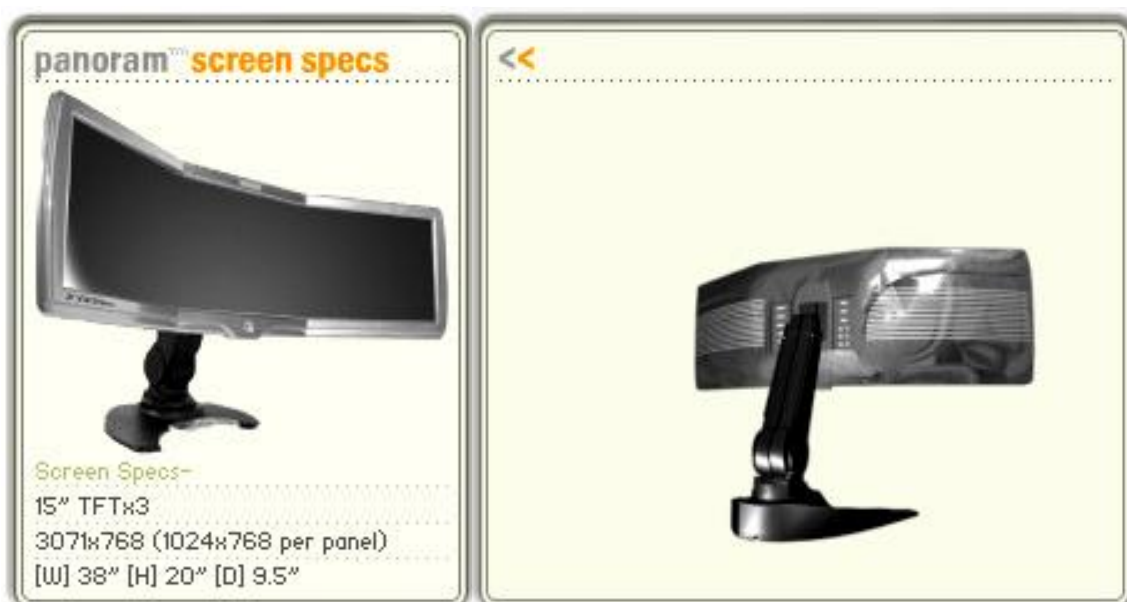 panoram™ screen specs
<<
Screen Specs-
15" TFTx3
3071x768 (1024x768 per panel)
[W] 38" [H] 20" [D] 9.5"